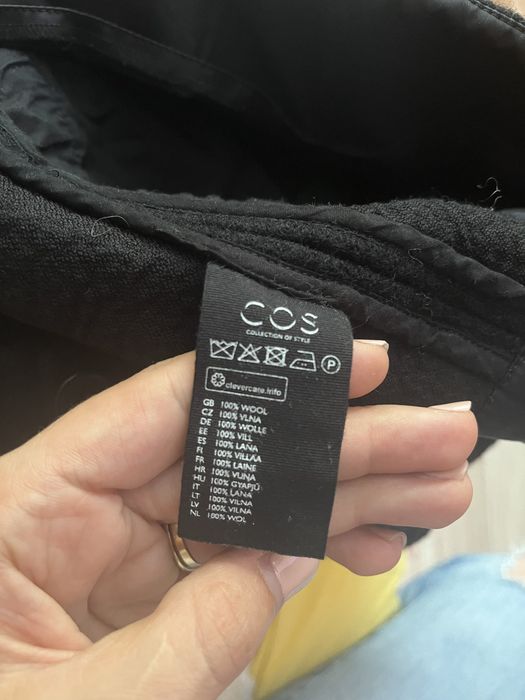 COS
COLLECTION OF STYLE
P
clevercare.info
GB 100% WOOL
CZ 100% VLNA
DE 100% WOLLE
EE 100% VILL
ES 100% LANA
FI 100% VILLAA
FR 100% LAINE
HR 100% VUNA
HU 100% GYAPJÚ
IT 100% LANA
LT 100% VILNA
LV 100% VILNA
NL 100% WOL